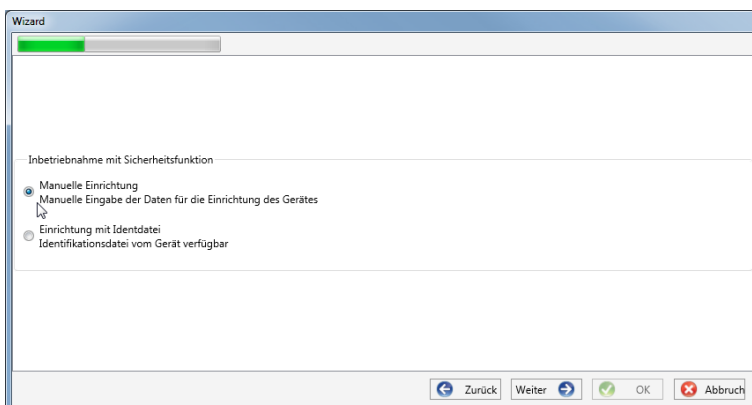 Wizard
Inbetriebnahme mit Sicherheitsfunktion
Manuelle Einrichtung
Manuelle Eingabe der Daten für die Einrichtung des Gerätes
Einrichtung mit Identdatei
Identifikationsdatei vom Gerät verfügbar
Zurück Weiter OK Abbruch